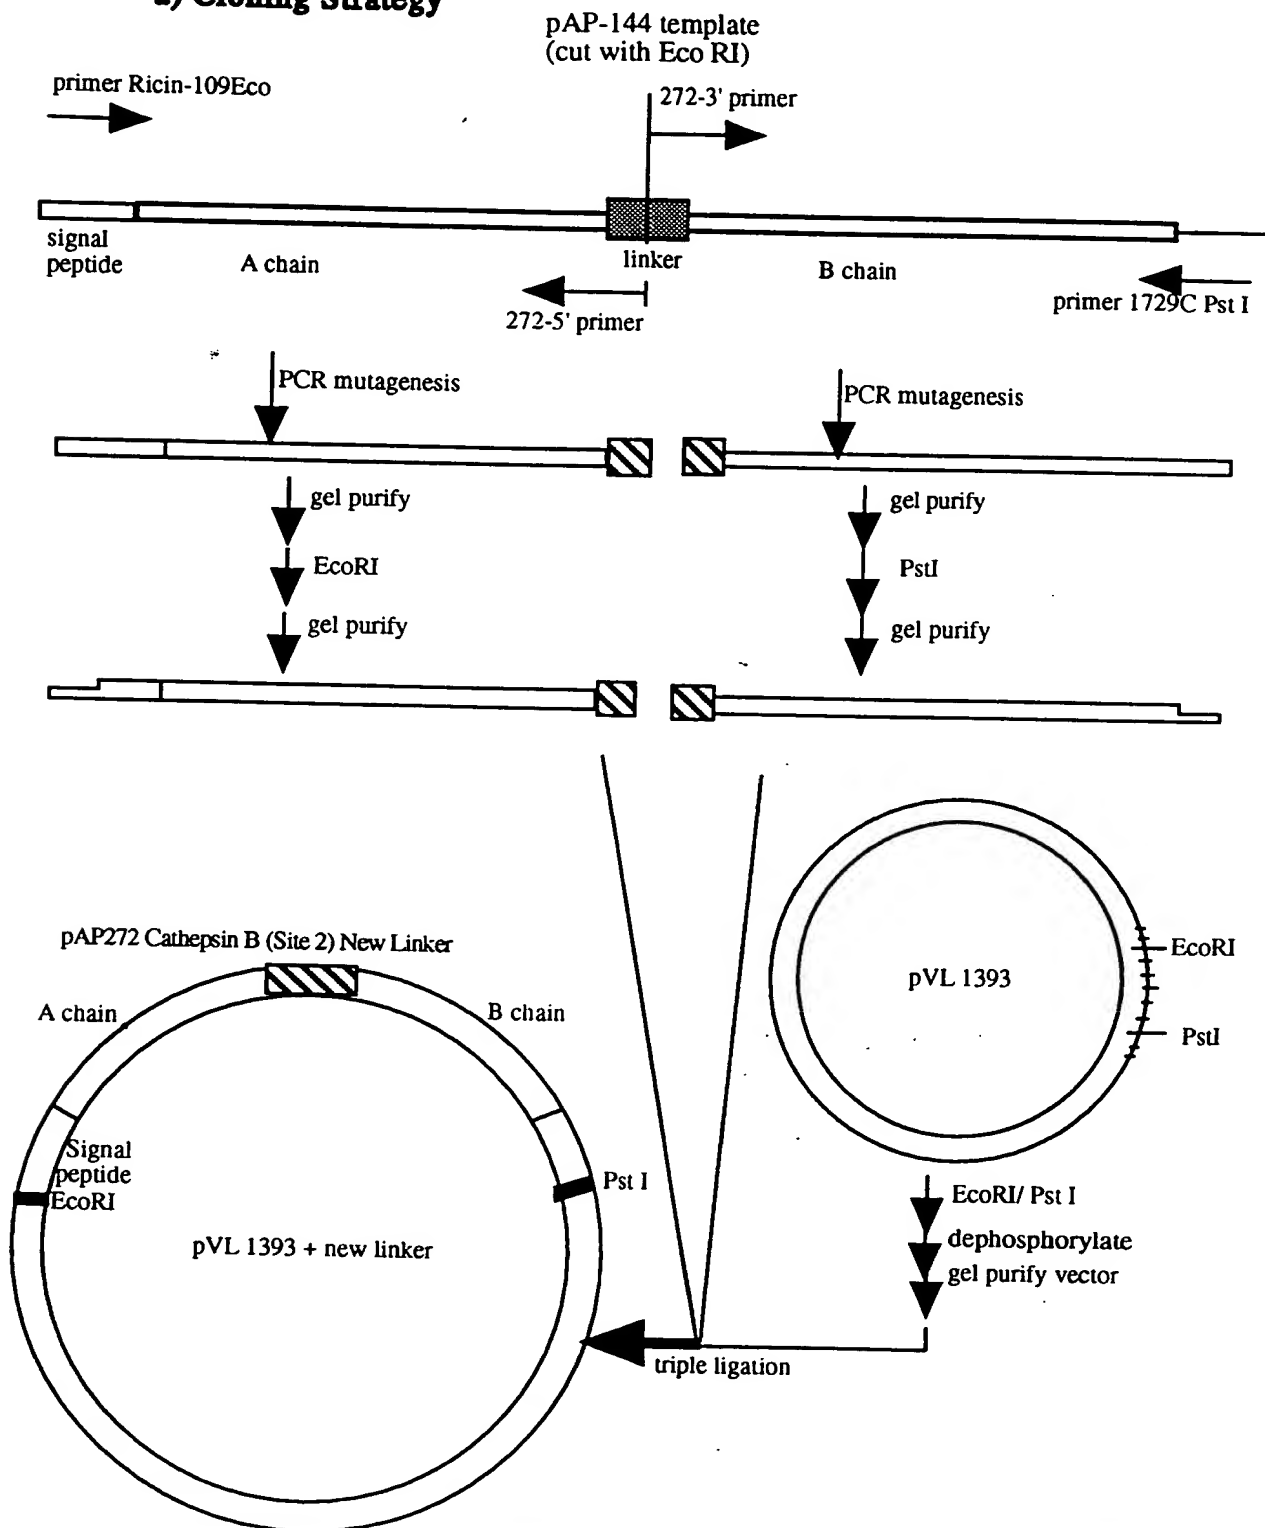 a) Cloning Strategy
pAP-144 template
(cut with Eco RI)
primer Ricin-109Eco
272-3' primer
signal
peptide
A chain
linker
B chain
272-5' primer
primer 1729C Pst I
PCR mutagenesis
PCR mutagenesis
gel purify
gel purify
EcoRI
PstI
gel purify
gel purify
pAP272 Cathepsin B (Site 2) New Linker
A chain
B chain
pVL 1393
EcoRI
PstI
Signal
peptide
EcoRI
Pst I
pVL 1393 + new linker
EcoRI/ Pst I
dephosphorylate
gel purify vector
triple ligation